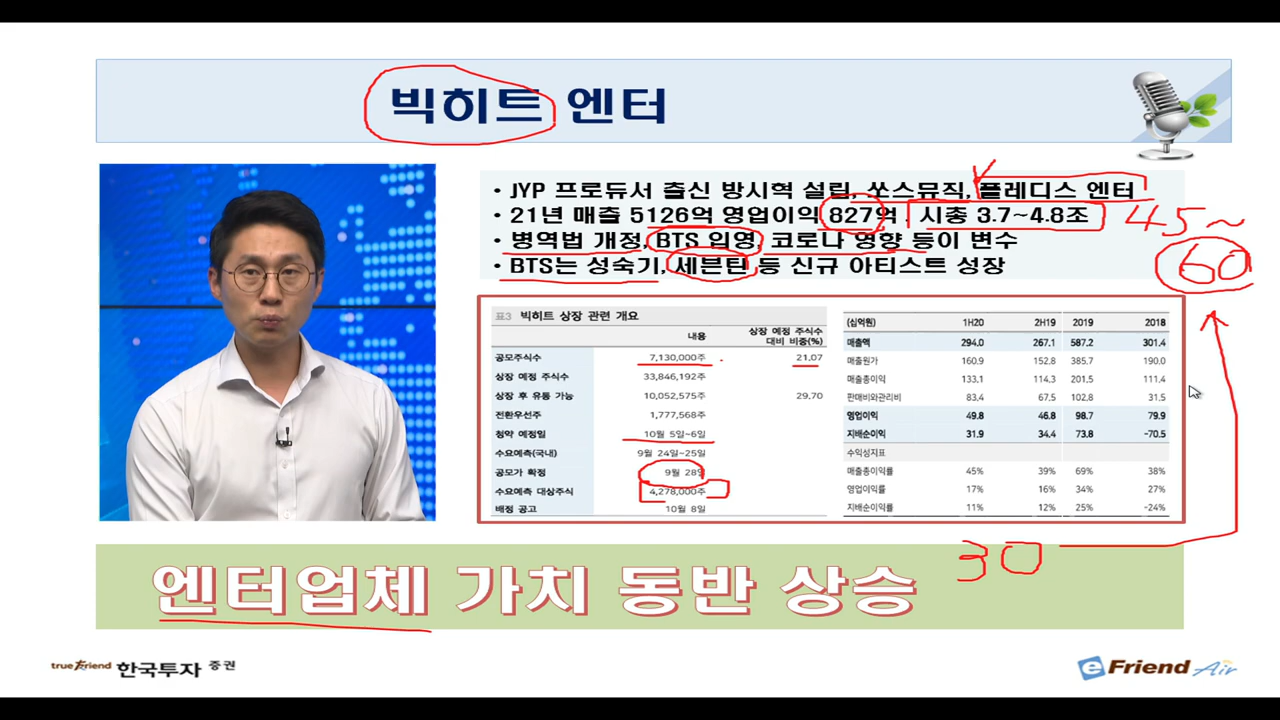 빅히트 엔터
• JYP 프로듀서 출신 방시혁 설립, 쏘스뮤직, 플레디스 엔터
• 21년 매출 5126억 영업이익 827억. 시총 3.7~4.8조
45~
• 병역법 개정, BTS 입영, 코로나 영향 등이 변수
60
• BTS는 성숙기, 세븐틴 등 신규 아티스트 성장
표3 빅히트 상장 관련 개요
내용 상장 예정 주식수 대비 비중(%)
공모주식수 7,130,000주 21.07
상장 예정 주식수 33,846,192주
상장 후 유통 가능 10,052,575주 29.70
전환우선주 1,777,568주
청약 예정일 10월 5일~6일
수요예측(국내) 9월 24일~25일
공모가 확정 9월 28일
수요예측 대상주식 4,278,000주
배정 공고 10월 8일
(십억원) 1H20 2H19 2019 2018
매출액 294.0 267.1 587.2 301.4
매출원가 160.9 152.8 385.7 190.0
매출총이익 133.1 114.3 201.5 111.4
판매비와관리비 83.4 67.5 102.8 31.5
영업이익 49.8 46.8 98.7 79.9
지배순이익 31.9 34.4 73.8 -70.5
수익성지표
매출총이익률 45% 39% 69% 38%
영업이익률 17% 16% 34% 27%
지배순이익률 11% 12% 25% -24%
30
엔터업체 가치 동반 상승
true friend 한국투자 증권
eFriend Air